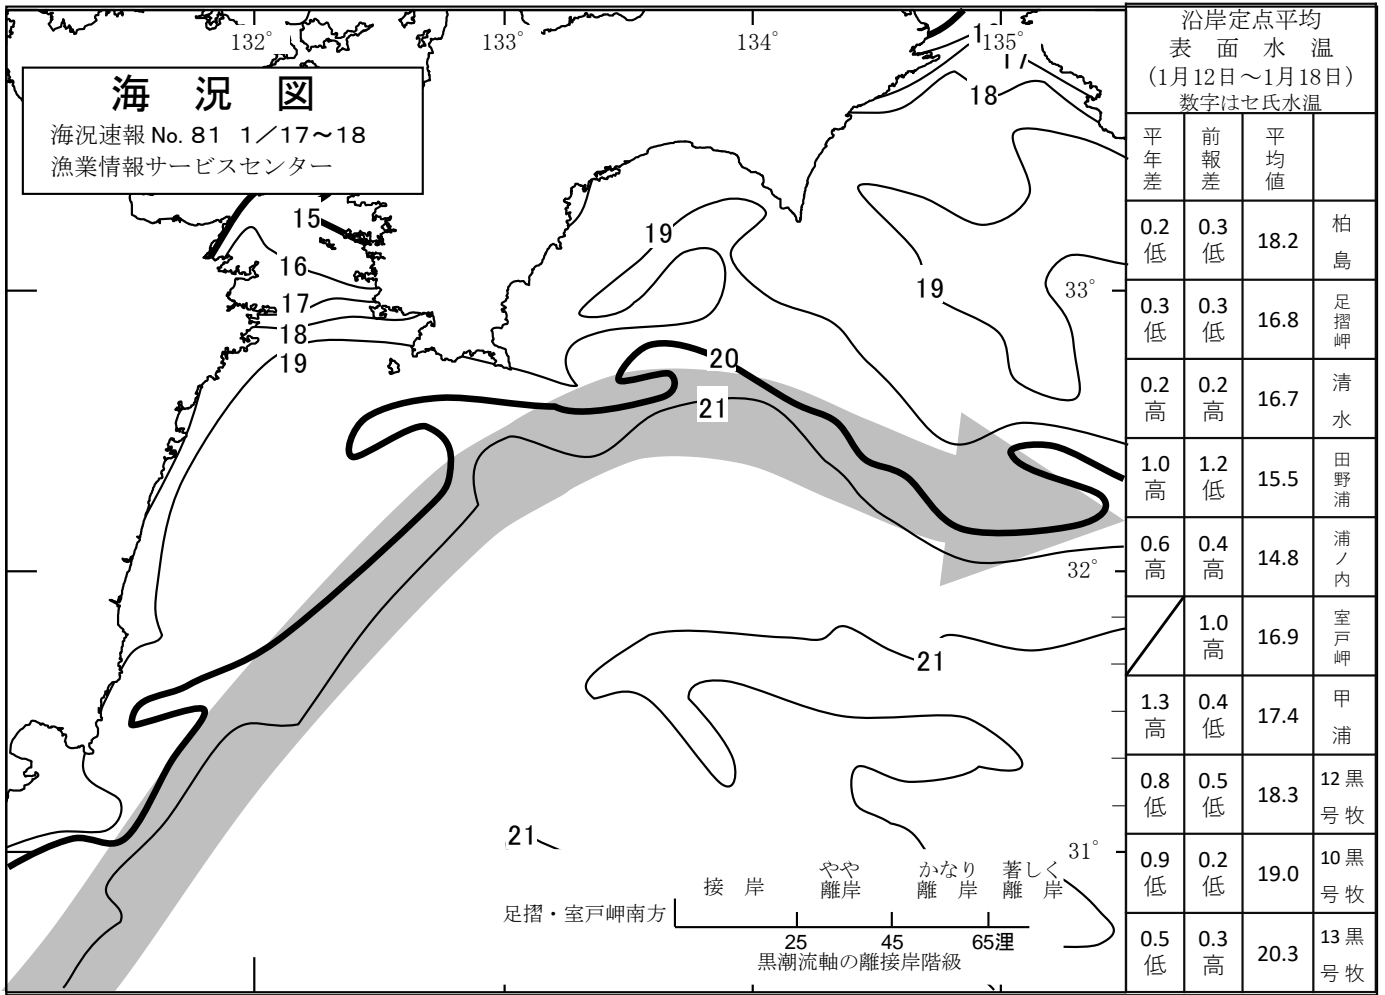 132°
133°
134°
135°
海 況 図
海況速報 No. 81 1／17～18
漁業情報サービスセンター
17
18
15
16
17
18
19
19
19
20
21
21
21
33°
32°
31°
接 岸
やや
離岸
かなり
離 岸
著しく
離 岸
足摺・室戸岬南方
25 45 65浬
黒潮流軸の離接岸階級
沿岸定点平均
表 面 水 温
(1月12日～1月18日)
数字はセ氏水温
平年差 前報差 平均値
0.2低 0.3低 18.2 柏島
0.3低 0.3低 16.8 足摺岬
0.2高 0.2高 16.7 清水
1.0高 1.2低 15.5 田野浦
0.6高 0.4高 14.8 浦ノ内
1.0高 16.9 室戸岬
1.3高 0.4低 17.4 甲浦
0.8低 0.5低 18.3 黒牧12号
0.9低 0.2低 19.0 黒牧10号
0.5低 0.3高 20.3 黒牧13号